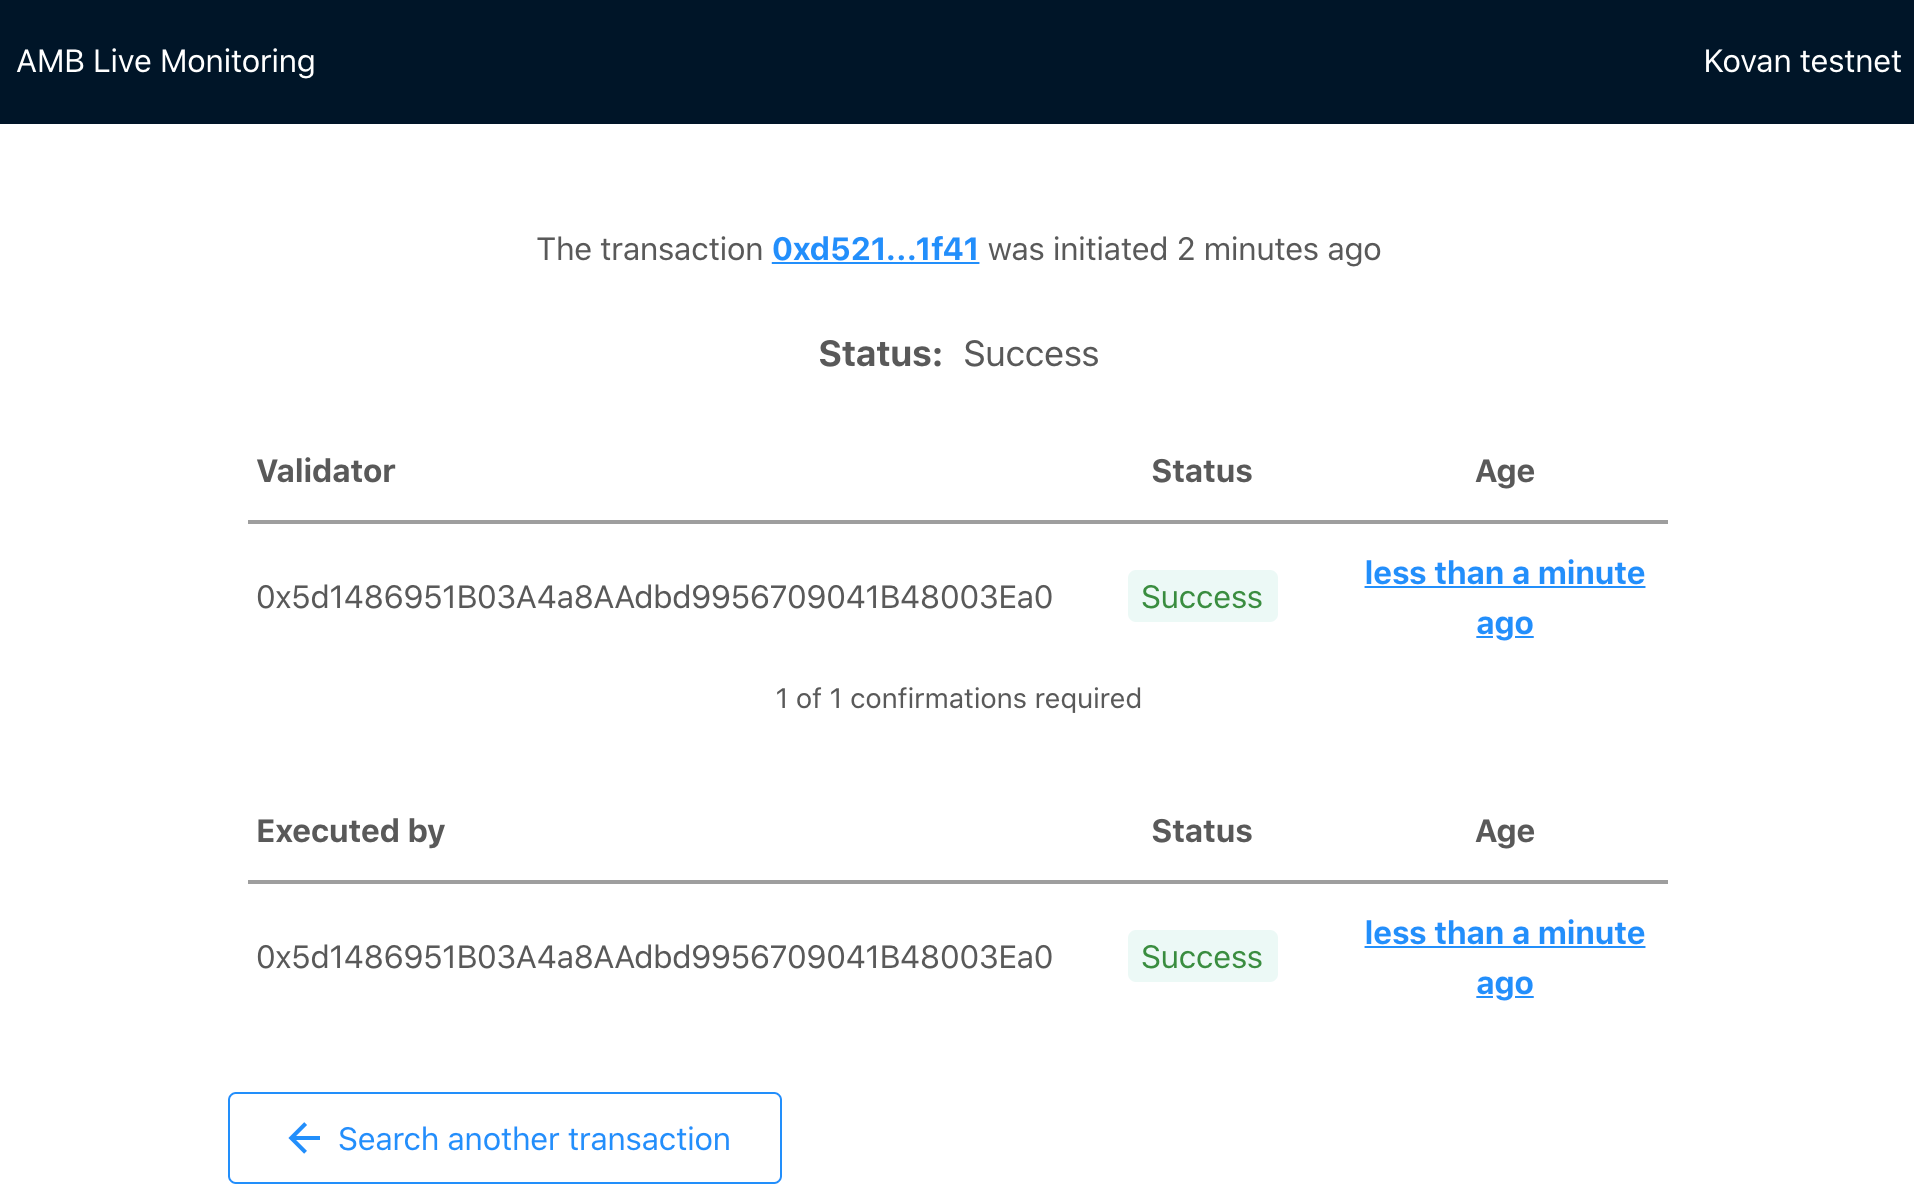 AMB Live Monitoring
Kovan testnet
The transaction 0xd521...1f41 was initiated 2 minutes ago
Status: Success
Validator Status Age
0x5d1486951B03A4a8AAdbd9956709041B48003Ea0 Success less than a minute
ago
1 of 1 confirmations required
Executed by Status Age
0x5d1486951B03A4a8AAdbd9956709041B48003Ea0 Success less than a minute
ago
Search another transaction